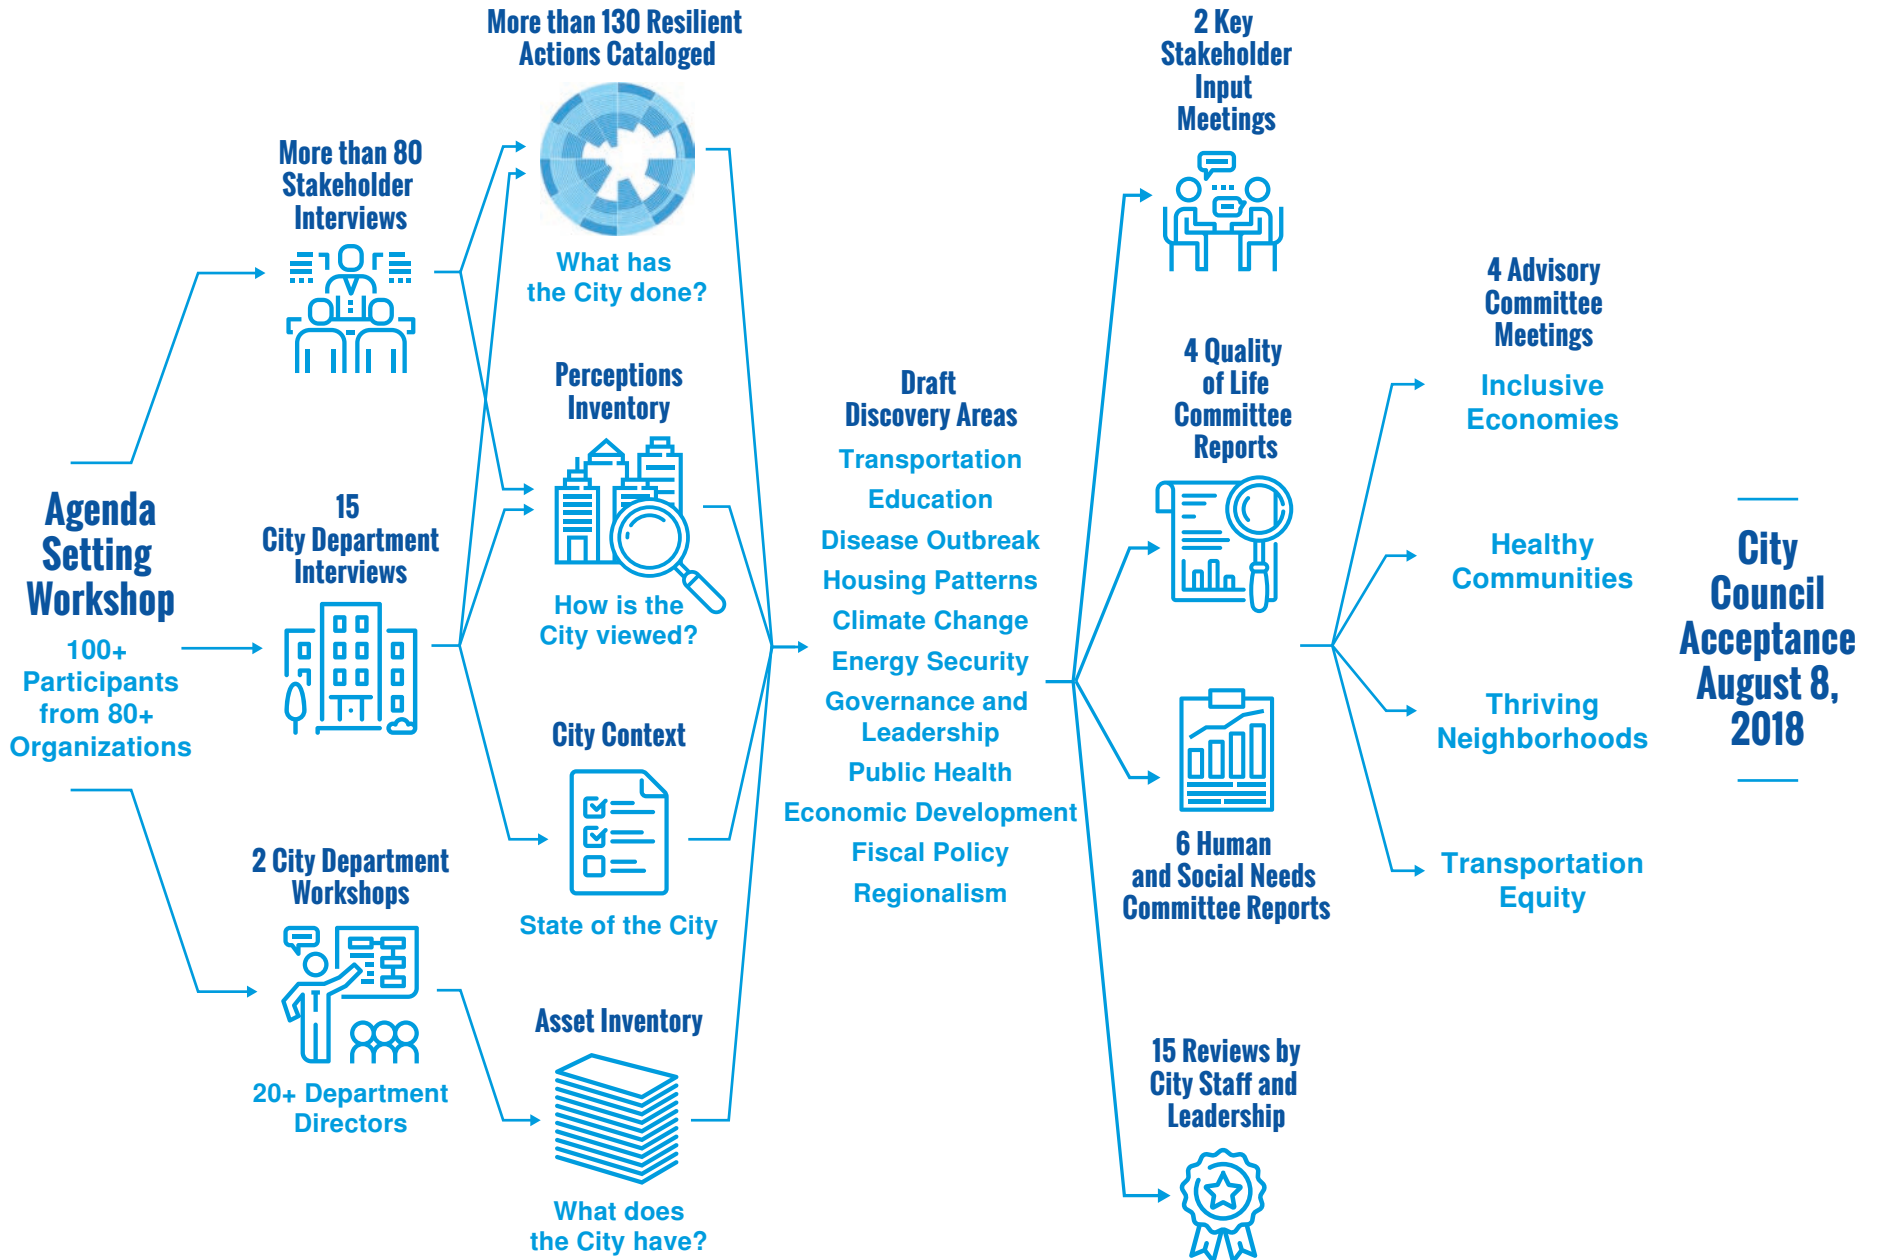 Agenda
Setting
Workshop
100+
Participants
from 80+
Organizations
More than 80
Stakeholder
Interviews
15
City Department
Interviews
2 City Department
Workshops
20+ Department
Directors
More than 130 Resilient
Actions Cataloged
What has
the City done?
Perceptions
Inventory
How is the
City viewed?
City Context
State of the City
Asset Inventory
What does
the City have?
Draft
Discovery Areas
Transportation
Education
Disease Outbreak
Housing Patterns
Climate Change
Energy Security
Governance and
Leadership
Public Health
Economic Development
Fiscal Policy
Regionalism
2 Key
Stakeholder
Input
Meetings
4 Quality
of Life
Committee
Reports
6 Human
and Social Needs
Committee Reports
15 Reviews by
City Staff and
Leadership
4 Advisory
Committee
Meetings
Inclusive
Economies
Healthy
Communities
Thriving
Neighborhoods
Transportation
Equity
City
Council
Acceptance
August 8,
2018